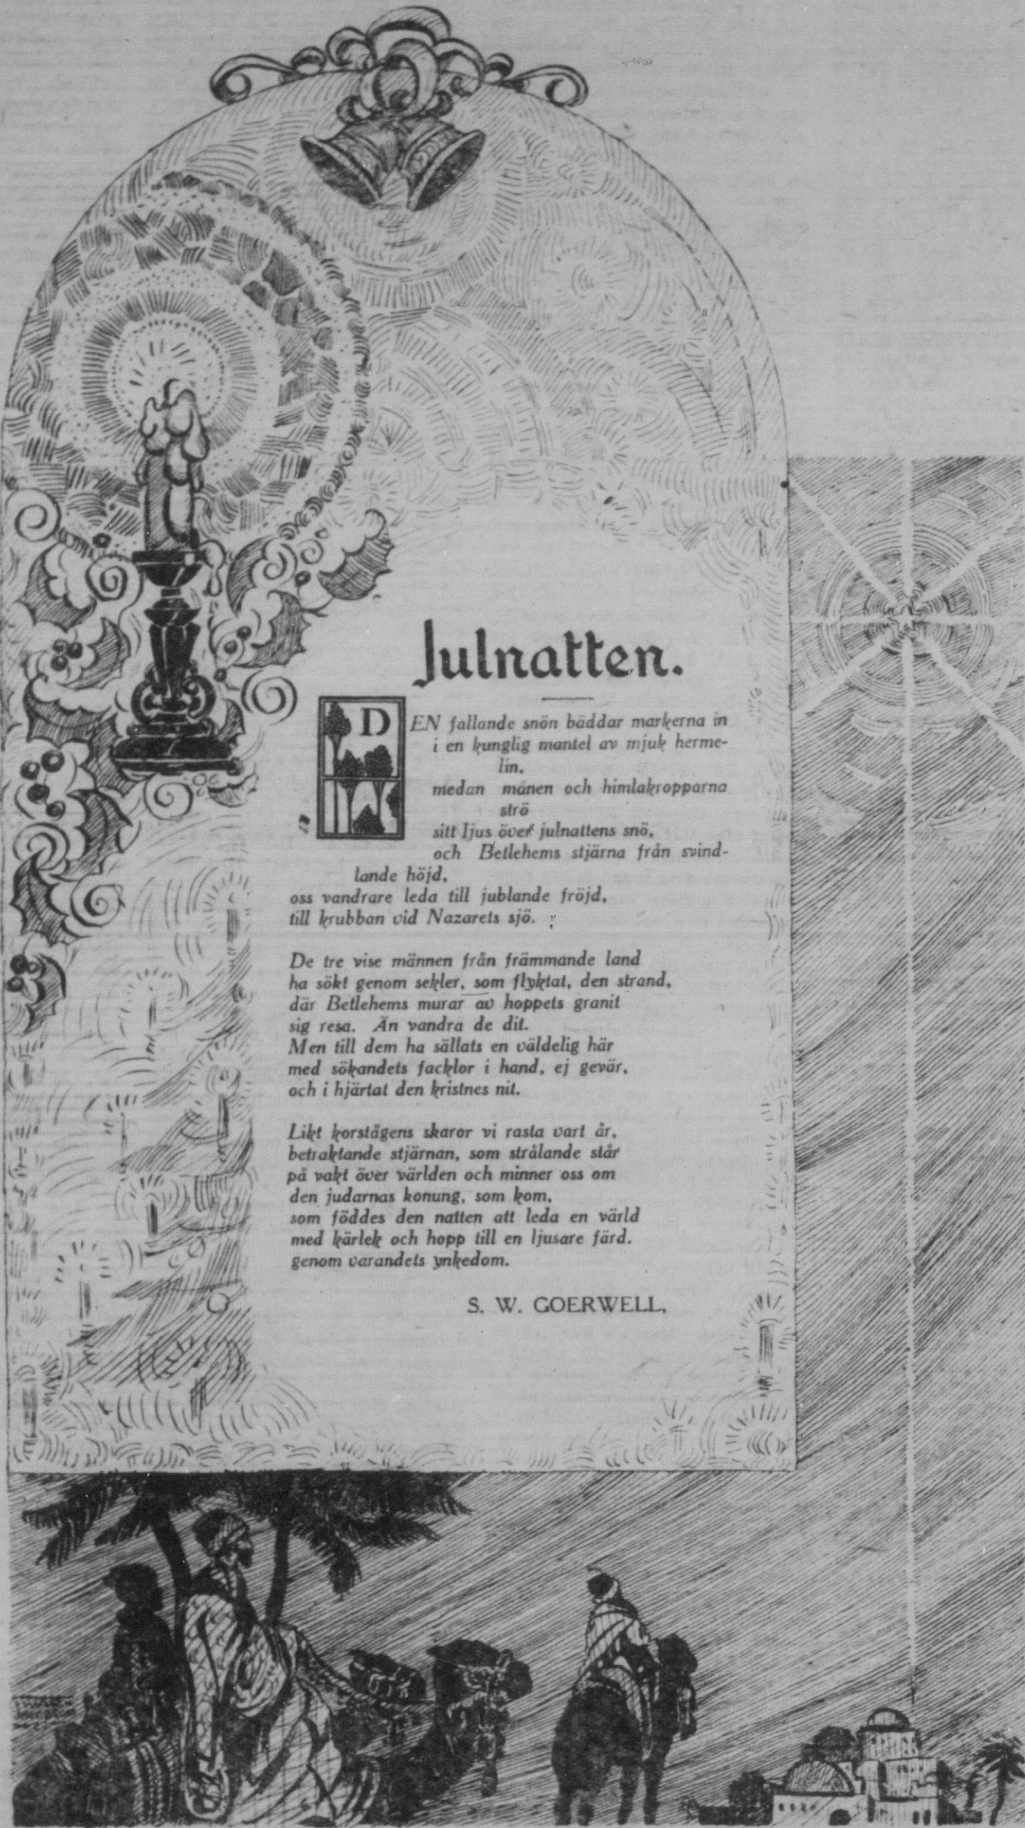 Julnatten.
DEN fallande snön bäddar markerna in
i en kunglig mantel av mjuk herme-
lin,
medan månen och himlakropparna
strö
sitt ljus över julnattens snö,
och Betlehems stjärna från svind-
lande höjd,
oss vandrare leda till jublande fröjd,
till krubban vid Nazarets sjö.
De tre vise männen från främmande land
ha sökt genom sekler, som flyktat, den strand,
där Betlehems murar av hoppets granit
sig resa. Än vandra de dit.
Men till dem ha sällats en väldelig här
med sökandets facklor i hand, ej gevär,
och i hjärtat den kristnes nit.
Likt korstågens skaror vi rasta vart år,
betraktande stjärnan, som strålande står
på vakt över världen och minner oss om
den judarnas konung, som kom,
som föddes den natten att leda en värld
med kärlek och hopp till en ljusare färd.
genom varandets ynkedom.
S. W. GOERWELL.